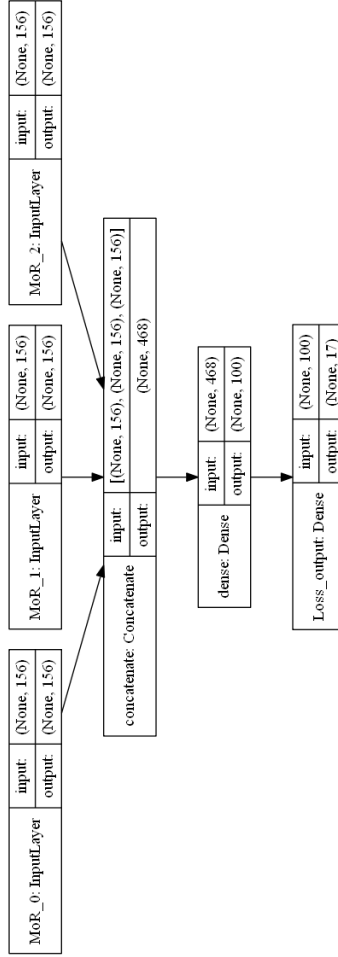 MoR_0: InputLayer
input:
(None, 156)
output:
(None, 156)
MoR_1: InputLayer
input:
(None, 156)
output:
(None, 156)
MoR_2: InputLayer
input:
(None, 156)
output:
(None, 156)
concatenate: Concatenate
input:
[(None, 156), (None, 156), (None, 156)]
output:
(None, 468)
dense: Dense
input:
(None, 468)
output:
(None, 100)
Loss_output: Dense
input:
(None, 100)
output:
(None, 17)